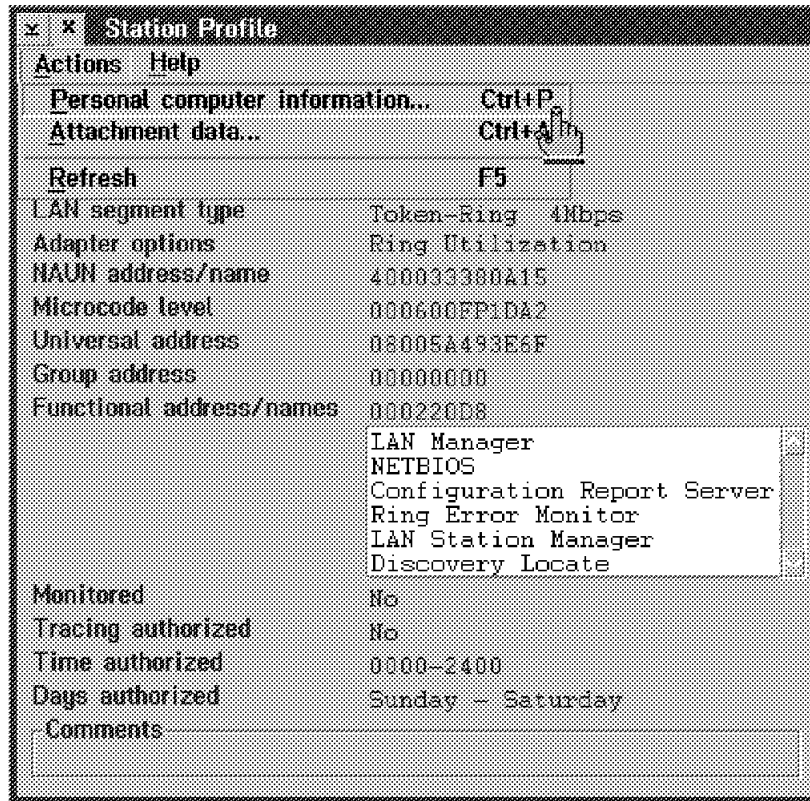 Station Profile
Actions Help
Personal computer information... Ctrl+P
Attachment data... Ctrl+A
Refresh F5
LAN segment type Token-Ring 4Mbps
Adapter options Ring Utilization
NAUN address/name 400033380A15
Microcode level 000600FP1DA2
Universal address 08005A493E6F
Group address 00000000
Functional address/names 000220D8
LAN Manager
NETBIOS
Configuration Report Server
Ring Error Monitor
LAN Station Manager
Discovery Locate
Monitored No
Tracing authorized No
Time authorized 0000-2400
Days authorized Sunday - Saturday
Comments